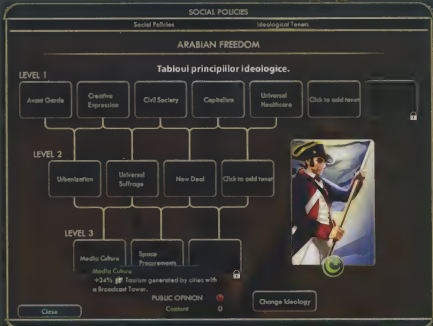 SOCIAL POLICIES
Social Policies Ideological Tenets
ARABIAN FREEDOM
Tabloul principiilor ideologice.
LEVEL 1
Avant Garde
Creative
Expression
Civil Society
Capitalism
Universal
Healthcare
Click to add tenet
LEVEL 2
Urbanization
Universal
Suffrage
New Deal
Click to add tenet
LEVEL 3
Media Culture
Space
Procurements
Media Culture
+34% Tourism generated by cities with
a Broadcast Tower.
PUBLIC OPINION
Content 0
Change Ideology
Close